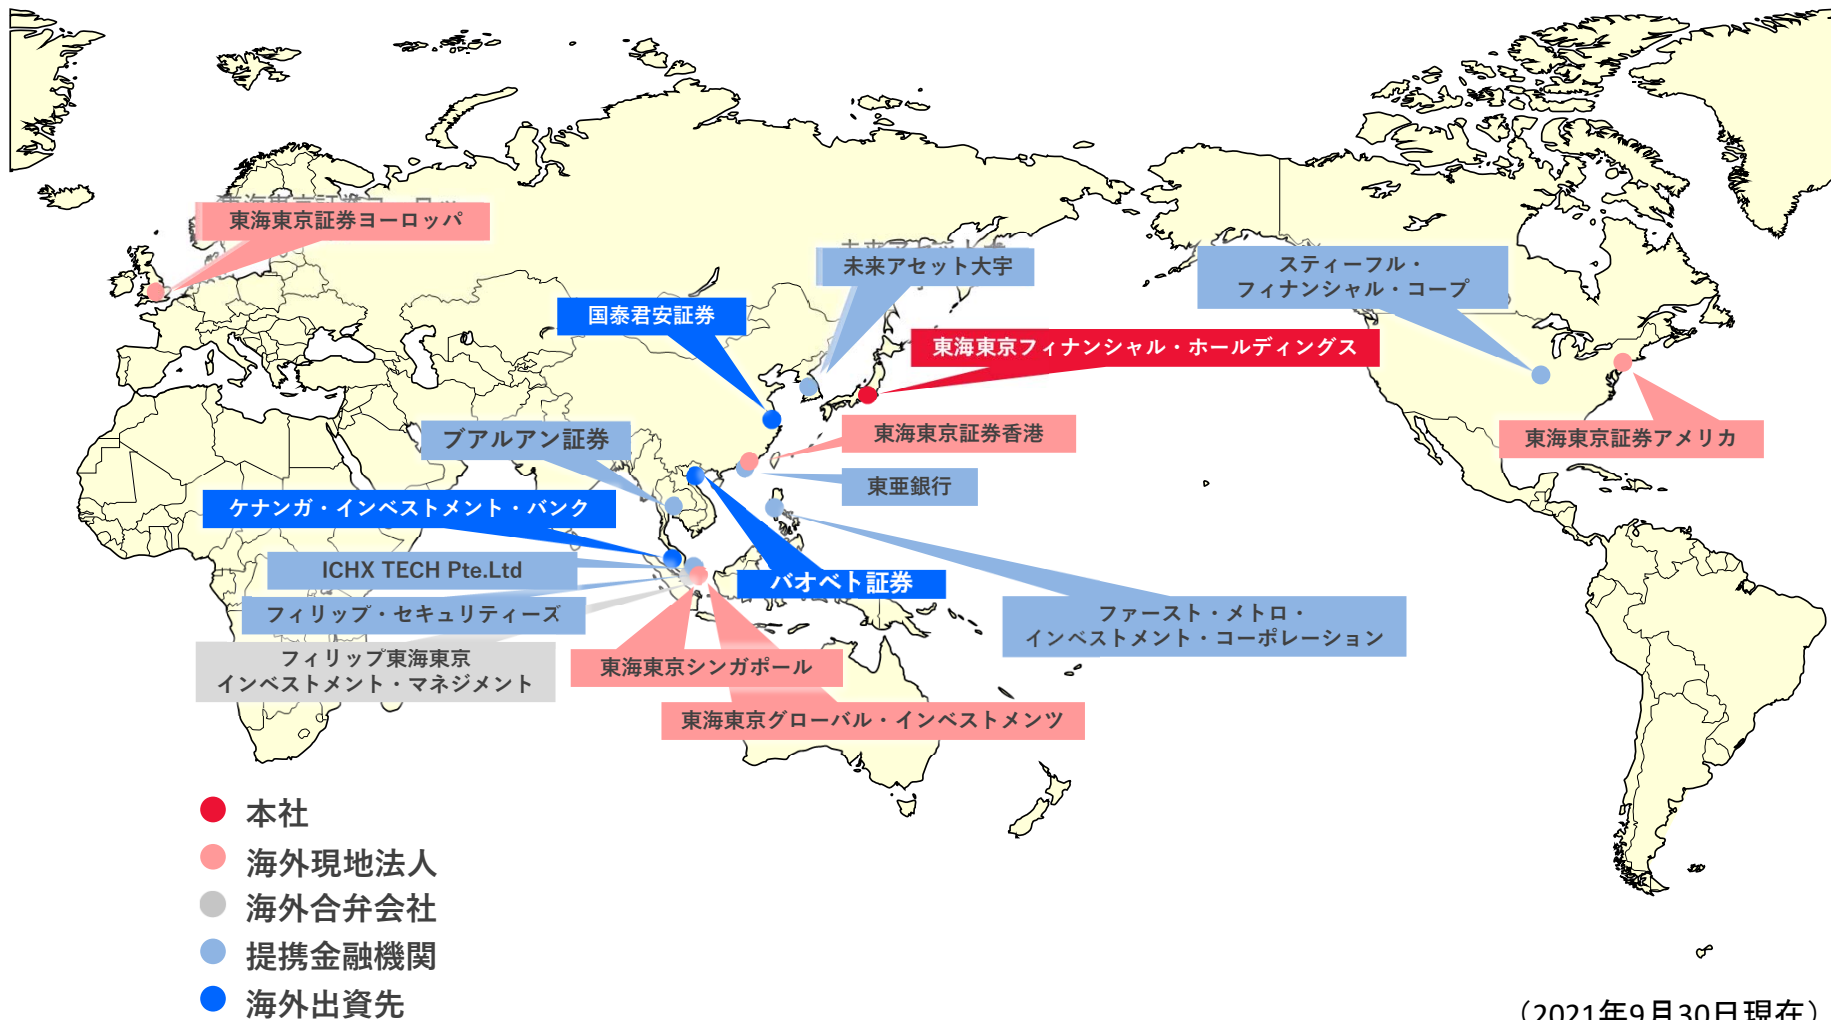 東海東京証券ヨーロッパ
未来アセット大宇
スティーフル・
フィナンシャル・コープ
国泰君安証券
東海東京フィナンシャル・ホールディングス
東海東京証券香港
東海東京証券アメリカ
ブアルアン証券
東亜銀行
ケナンガ・インベストメント・バンク
ICHX TECH Pte.Ltd
バオベト証券
フィリップ・セキュリティーズ
ファースト・メトロ・
インベストメント・コーポレーション
フィリップ東海東京
インベストメント・マネジメント
東海東京シンガポール
東海東京グローバル・インベストメンツ
本社
海外現地法人
海外合弁会社
提携金融機関
海外出資先
（2021年9月30日現在）